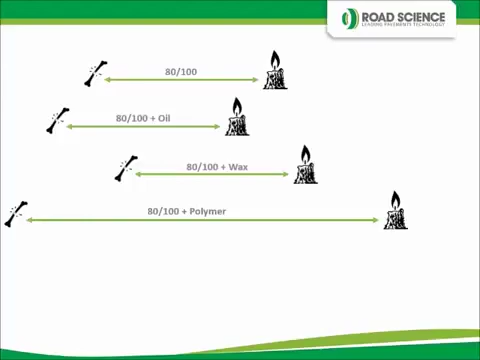 ROAD SCIENCE
LEADING PAVEMENTS TECHNOLOGY
80/100
80/100 + Oil
80/100 + Wax
80/100 + Polymer